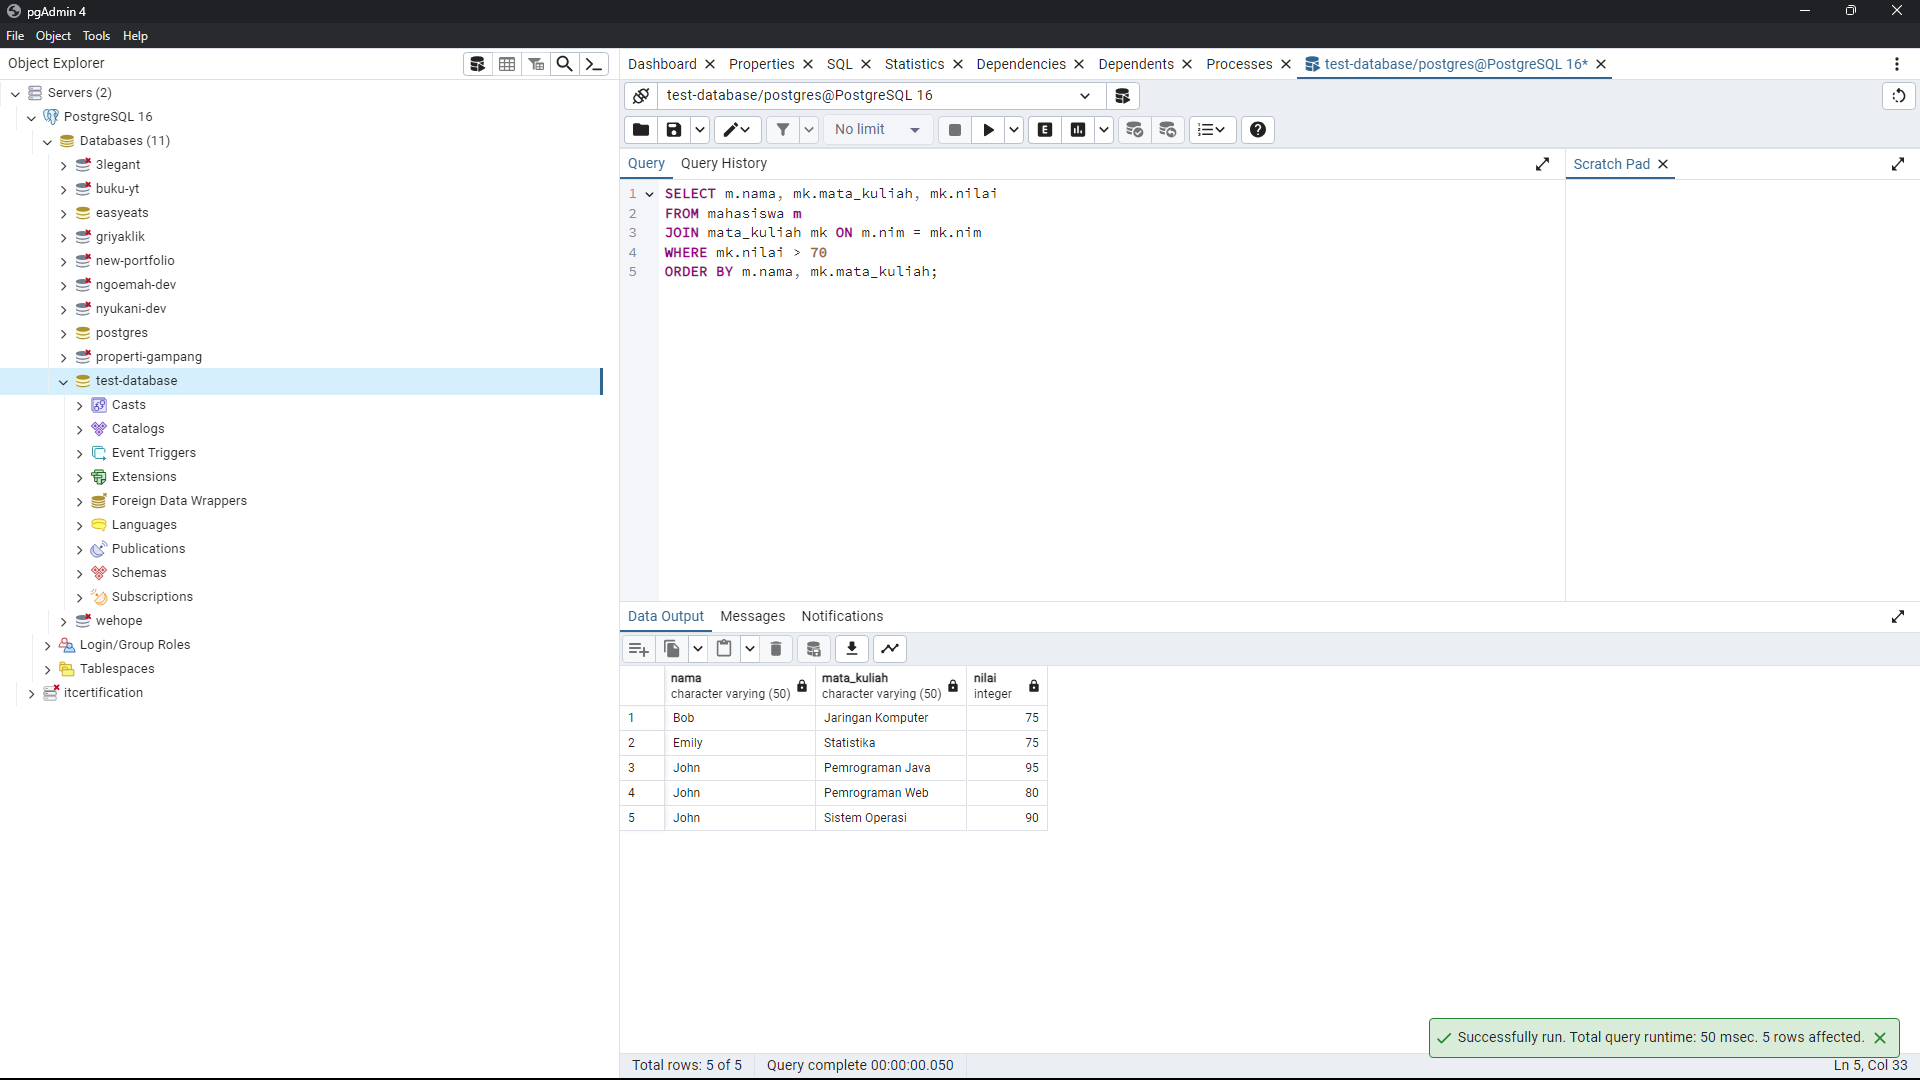 pgAdmin 4
File Object Tools Help
Object Explorer
Servers (2)
PostgreSQL 16
Databases (11)
3legant
buku-yt
easyeats
griyaklik
new-portfolio
ngoemah-dev
nyukani-dev
postgres
properti-gampang
test-database
Casts
Catalogs
Event Triggers
Extensions
Foreign Data Wrappers
Languages
Publications
Schemas
Subscriptions
wehope
Login/Group Roles
Tablespaces
itcertification
Dashboard Properties SQL Statistics Dependencies Dependents Processes test-database/postgres@PostgreSQL 16*
test-database/postgres@PostgreSQL 16
No limit E
Query Query History
Scratch Pad
1 SELECT m.nama, mk.mata_kuliah, mk.nilai
2 FROM mahasiswa m
3 JOIN mata_kuliah mk ON m.nim = mk.nim
4 WHERE mk.nilai > 70
5 ORDER BY m.nama, mk.mata_kuliah;
Data Output Messages Notifications
nama mata_kuliah nilai
character varying (50) character varying (50) integer
1 Bob Jaringan Komputer 75
2 Emily Statistika 75
3 John Pemrograman Java 95
4 John Pemrograman Web 80
5 John Sistem Operasi 90
Successfully run. Total query runtime: 50 msec. 5 rows affected.
Total rows: 5 of 5 Query complete 00:00:00.050 Ln 5, Col 33